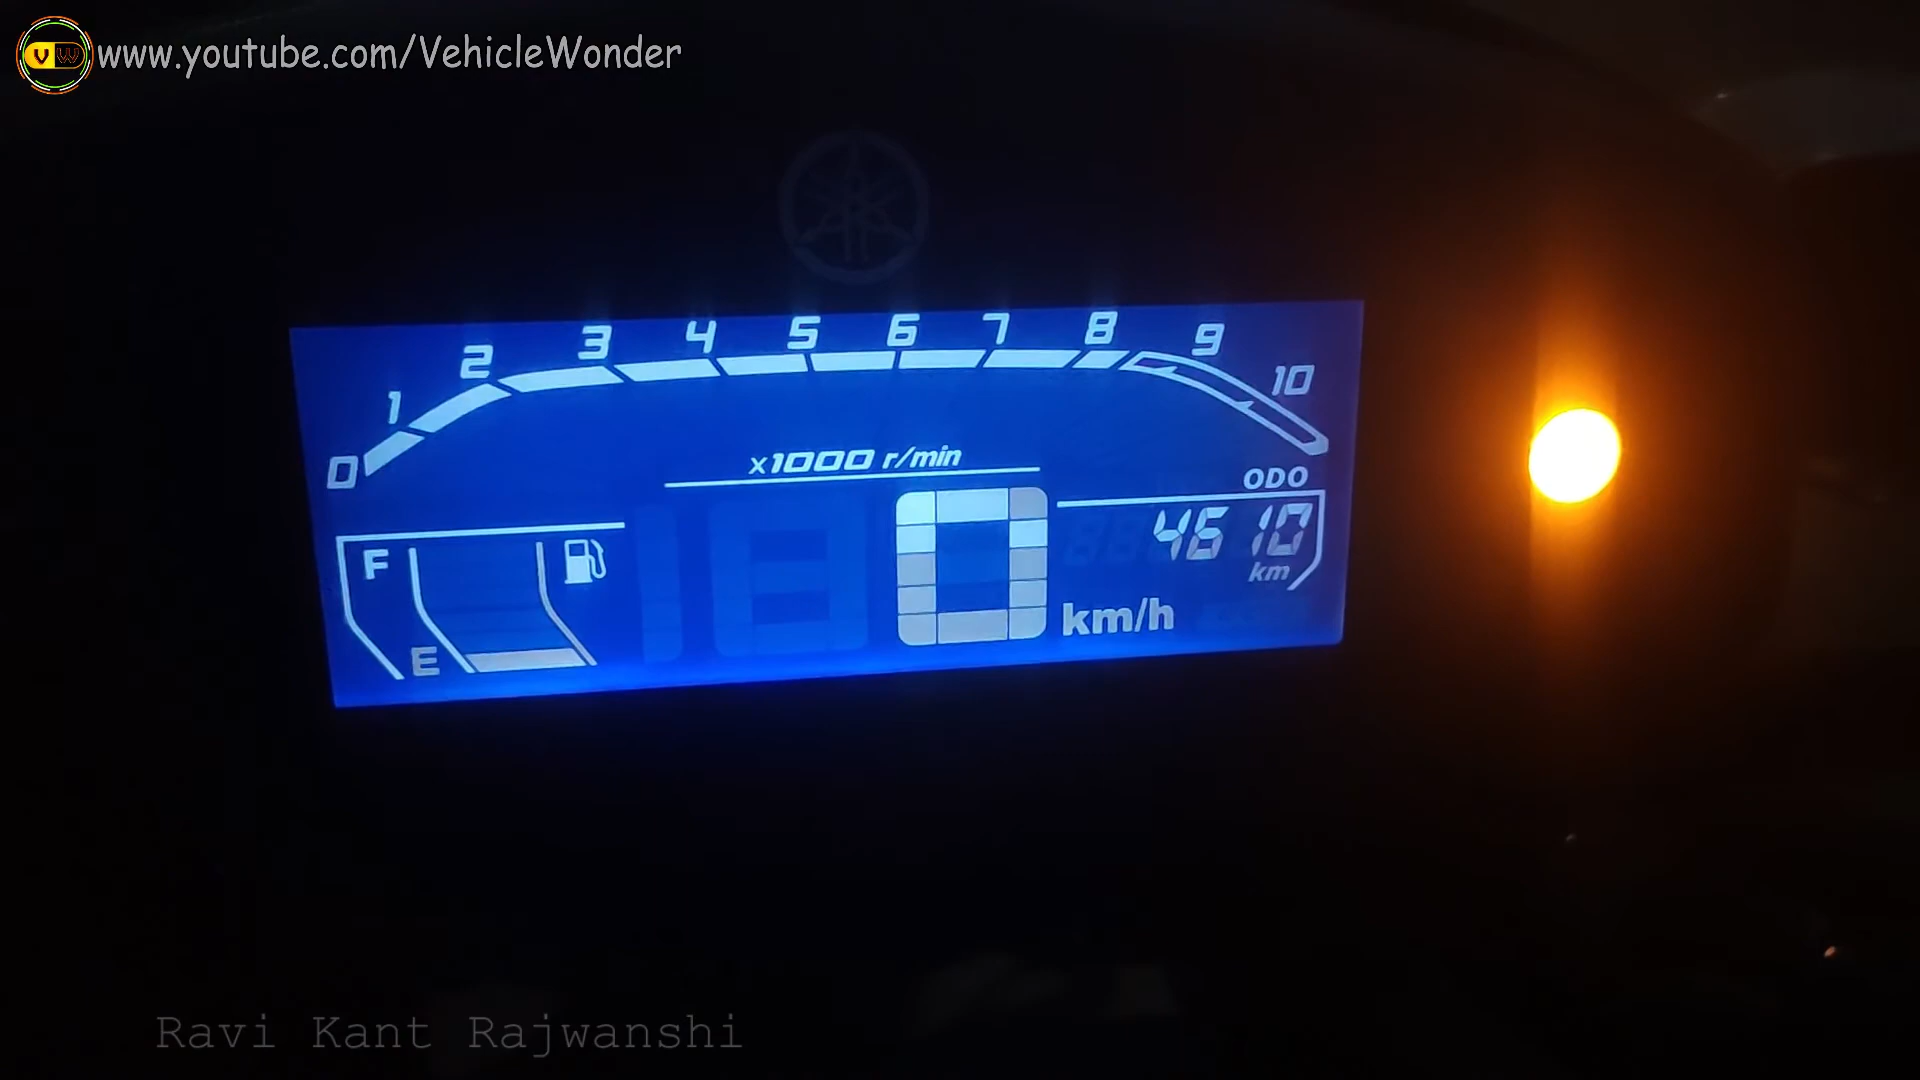 VW www.youtube.com/VehicleWonder
0 1 2 3 4 5 6 7 8 9 10
x1000 r/min
ODO
4610
km
F
E
0 km/h
Ravi Kant Rajwanshi